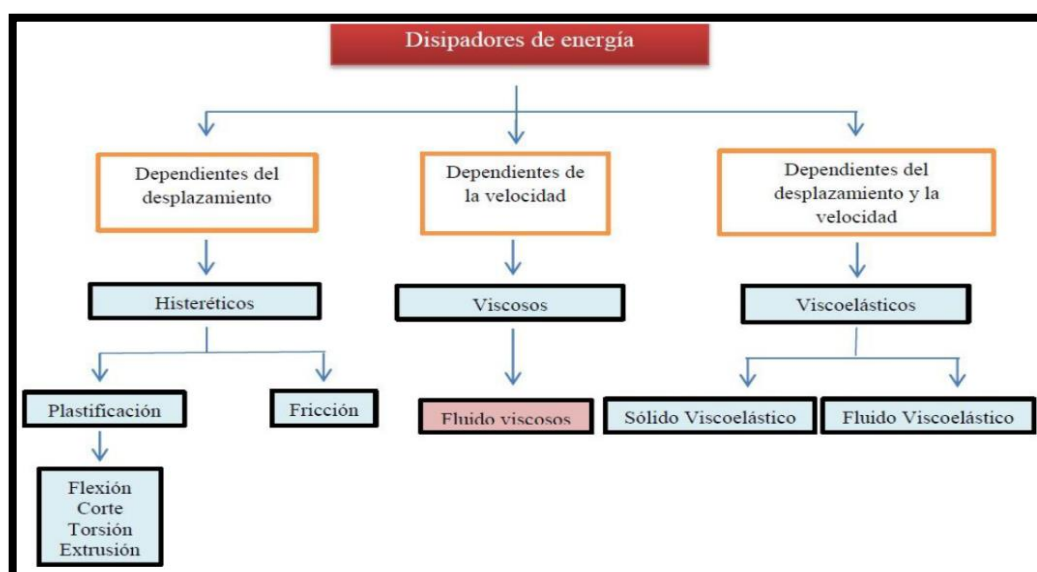 Disipadores de energía
Dependientes del
desplazamiento
Dependientes de
la velocidad
Dependientes del
desplazamiento y la
velocidad
Histeréticos
Viscosos
Viscoelásticos
Plastificación
Fricción
Fluido viscosos
Sólido Viscoelástico
Fluido Viscoelástico
Flexión
Corte
Torsión
Extrusión